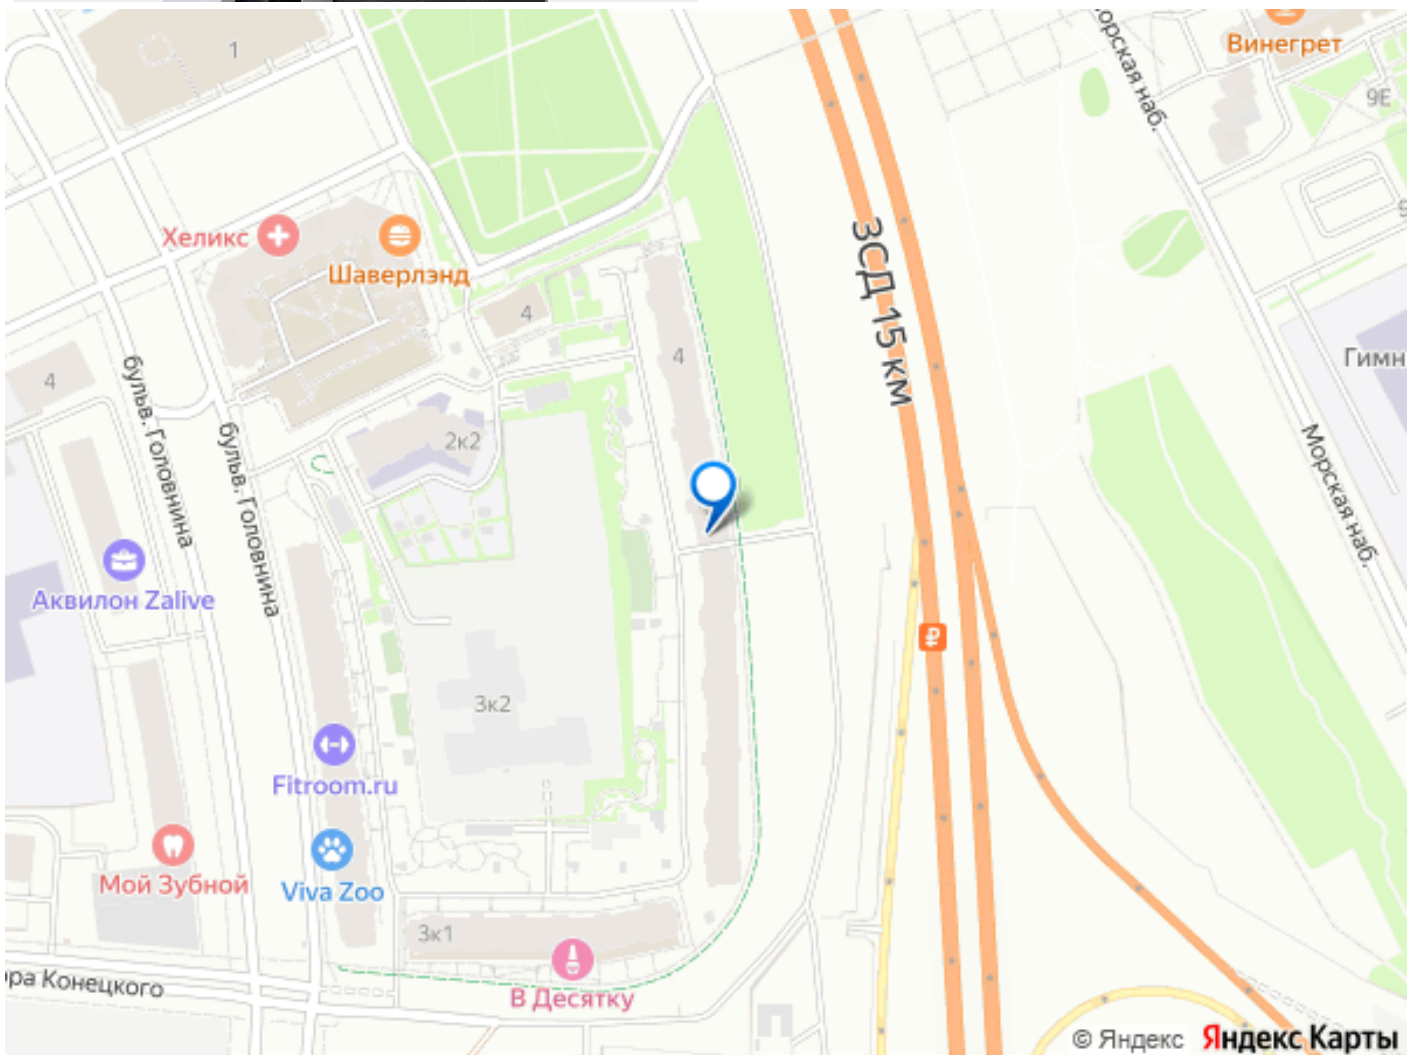 1
Винегрет
орская наб.
9Е
9
Хеликс
Шаверлэнд
ЗСД 15 км
4
4
4
Гимн
бульв. Головнина
бульв. Головнина
2к2
Морская наб.
Аквилон Zalive
₽
3к2
Fitroom.ru
Мой Зубной
Viva Zoo
3к1
ра Конецкого
В Десятку
© Яндекс Яндекс Карты